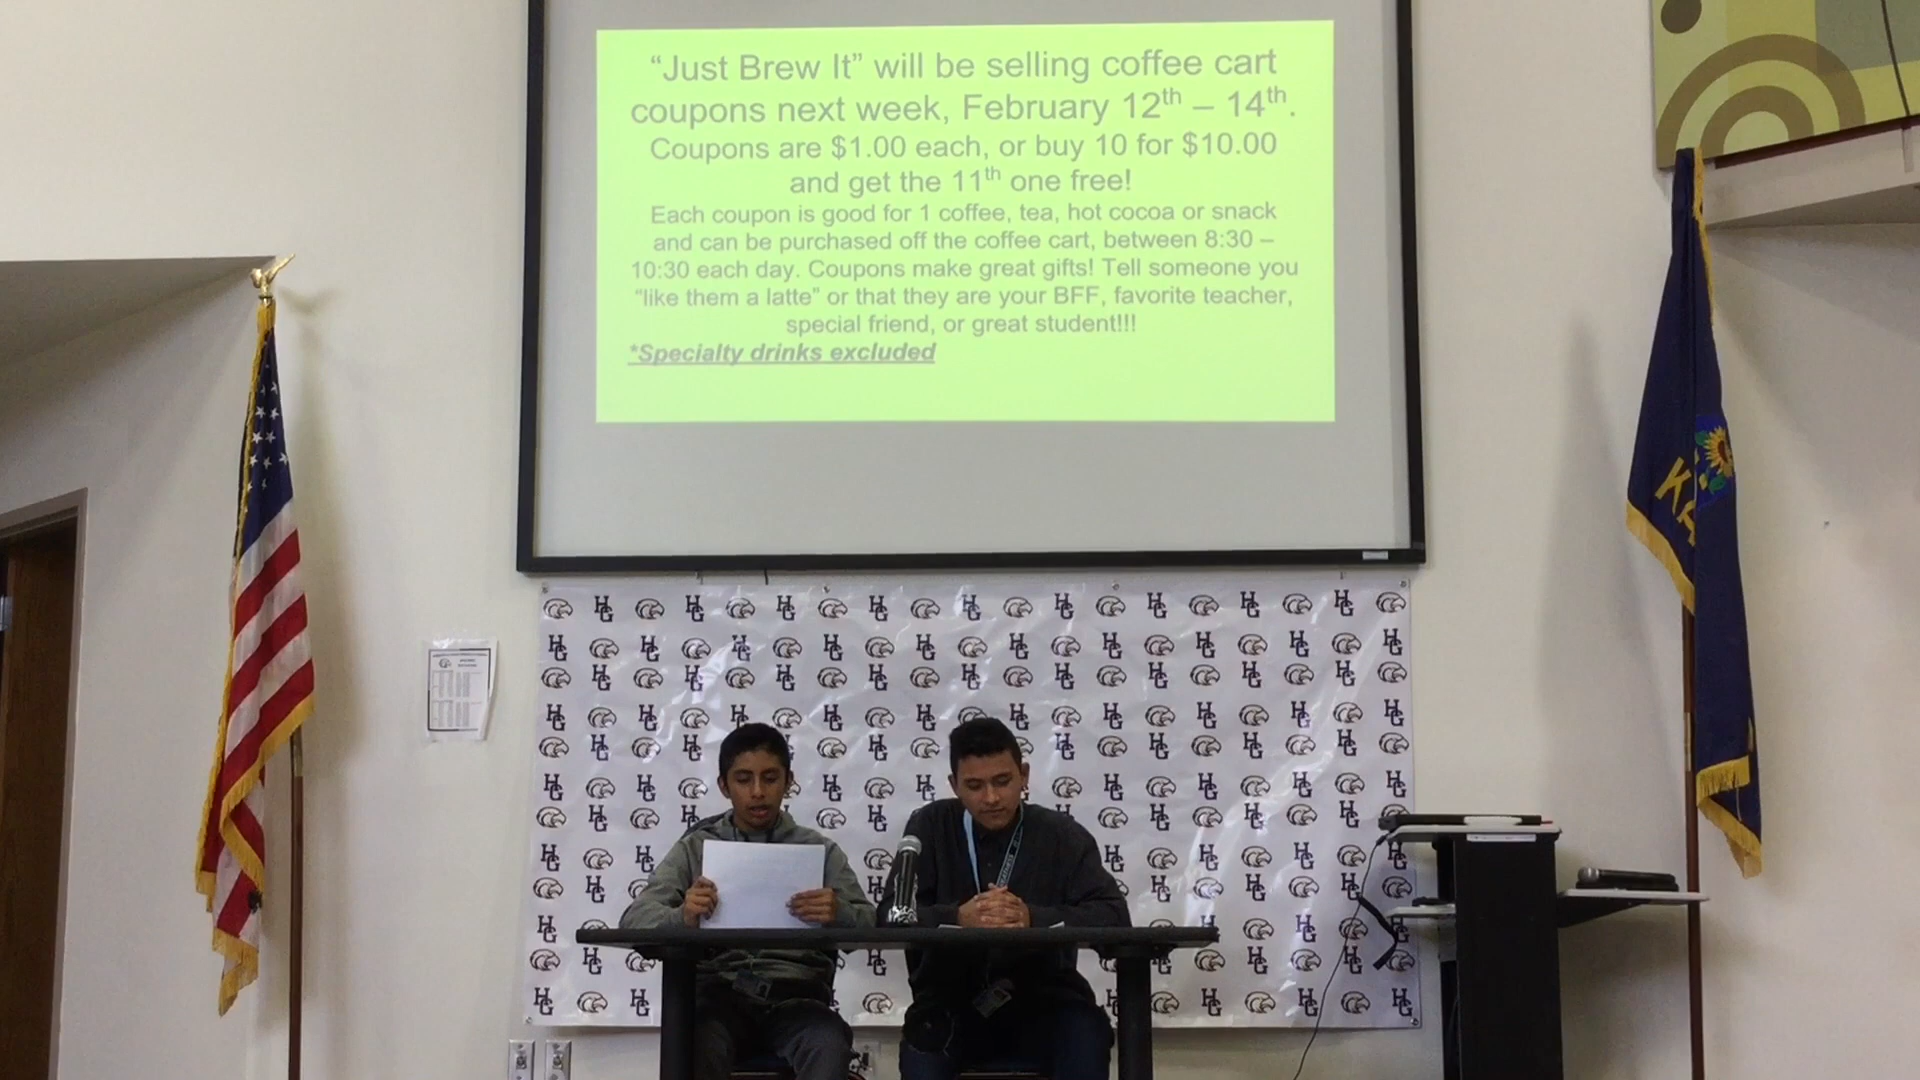 “Just Brew It” will be selling coffee cart
coupons next week, February 12th – 14th.
Coupons are $1.00 each, or buy 10 for $10.00
and get the 11th one free!
Each coupon is good for 1 coffee, tea, hot cocoa or snack
and can be purchased off the coffee cart, between 8:30 –
10:30 each day. Coupons make great gifts! Tell someone you
“like them a latte” or that they are your BFF, favorite teacher,
special friend, or great student!!!
*Specialty drinks excluded
KA
HG